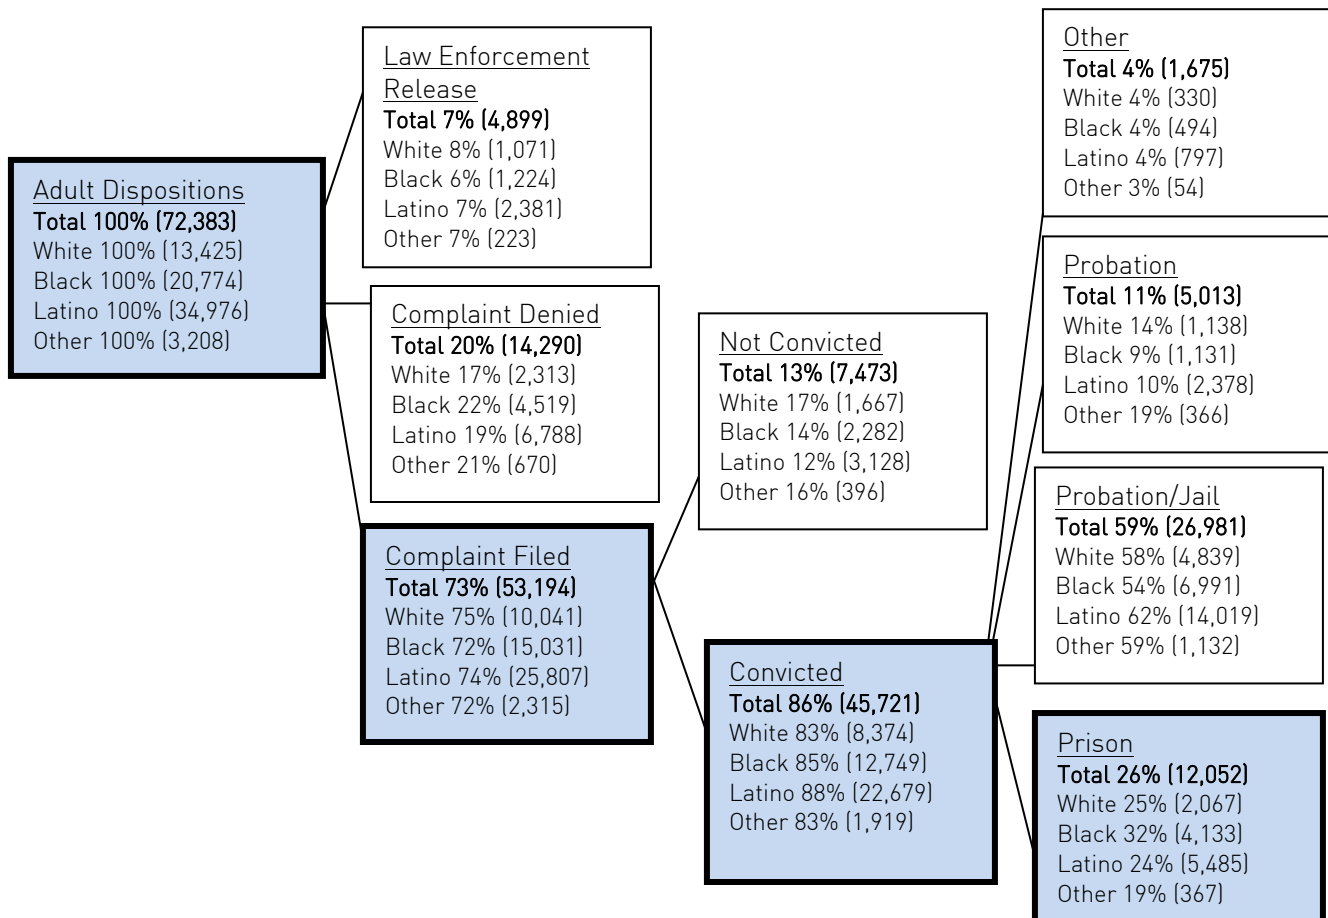 Adult Dispositions
Total 100% (72,383)
White 100% (13,425)
Black 100% (20,774)
Latino 100% (34,976)
Other 100% (3,208)
Law Enforcement
Release
Total 7% (4,899)
White 8% (1,071)
Black 6% (1,224)
Latino 7% (2,381)
Other 7% (223)
Complaint Denied
Total 20% (14,290)
White 17% (2,313)
Black 22% (4,519)
Latino 19% (6,788)
Other 21% (670)
Complaint Filed
Total 73% (53,194)
White 75% (10,041)
Black 72% (15,031)
Latino 74% (25,807)
Other 72% (2,315)
Not Convicted
Total 13% (7,473)
White 17% (1,667)
Black 14% (2,282)
Latino 12% (3,128)
Other 16% (396)
Convicted
Total 86% (45,721)
White 83% (8,374)
Black 85% (12,749)
Latino 88% (22,679)
Other 83% (1,919)
Other
Total 4% (1,675)
White 4% (330)
Black 4% (494)
Latino 4% (797)
Other 3% (54)
Probation
Total 11% (5,013)
White 14% (1,138)
Black 9% (1,131)
Latino 10% (2,378)
Other 19% (366)
Probation/Jail
Total 59% (26,981)
White 58% (4,839)
Black 54% (6,991)
Latino 62% (14,019)
Other 59% (1,132)
Prison
Total 26% (12,052)
White 25% (2,067)
Black 32% (4,133)
Latino 24% (5,485)
Other 19% (367)